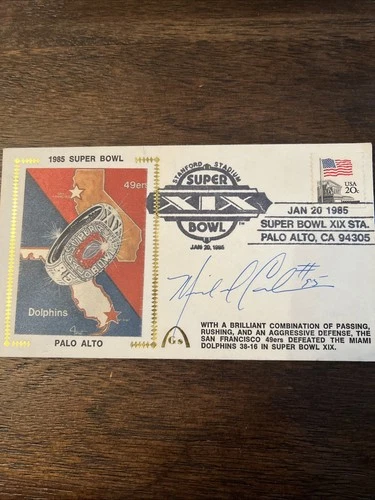 1985 SUPER BOWL
49ers
Dolphins
PALO ALTO
STANFORD STADIUM
SUPER
XIX
BOWL
JAN 20, 1985
USA
20c
JAN 20 1985
SUPER BOWL XIX STA.
PALO ALTO, CA 94305
#85
Gs
WITH A BRILLIANT COMBINATION OF PASSING,
RUSHING, AND AN AGGRESSIVE DEFENSE, THE
SAN FRANCISCO 49ers DEFEATED THE MIAMI
DOLPHINS 38-16 IN SUPER BOWL XIX.